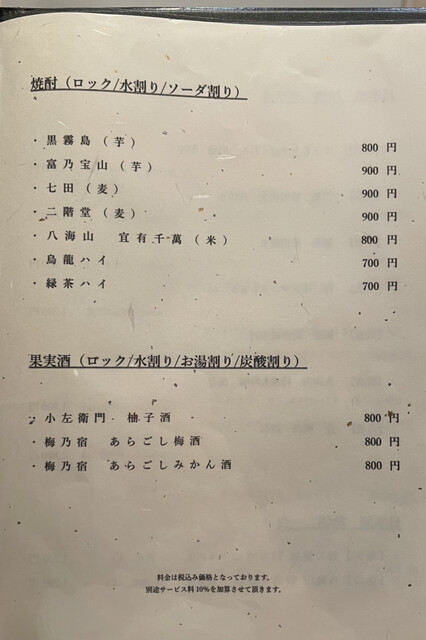 焼酎（ロック/水割り/ソーダ割り）
・黒霧島（芋） 800 円
・富乃宝山（芋） 900 円
・七田（麦） 900 円
・二階堂（麦） 900 円
・八海山 宜有千萬（米） 800 円
・烏龍ハイ 700 円
・緑茶ハイ 700 円
果実酒（ロック/水割り/お湯割り/炭酸割り）
・小左衛門 柚子酒 800 円
・梅乃宿 あらごし梅酒 800 円
・梅乃宿 あらごしみかん酒 800 円
料金は税込み価格となっております。
別途サービス料 10%を加算させて頂きます。